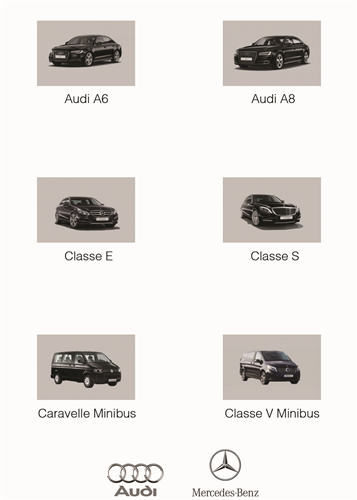 Audi A6
Audi A8
Classe E
Classe S
Caravelle Minibus
Classe V Minibus
Audi
Mercedes-Benz